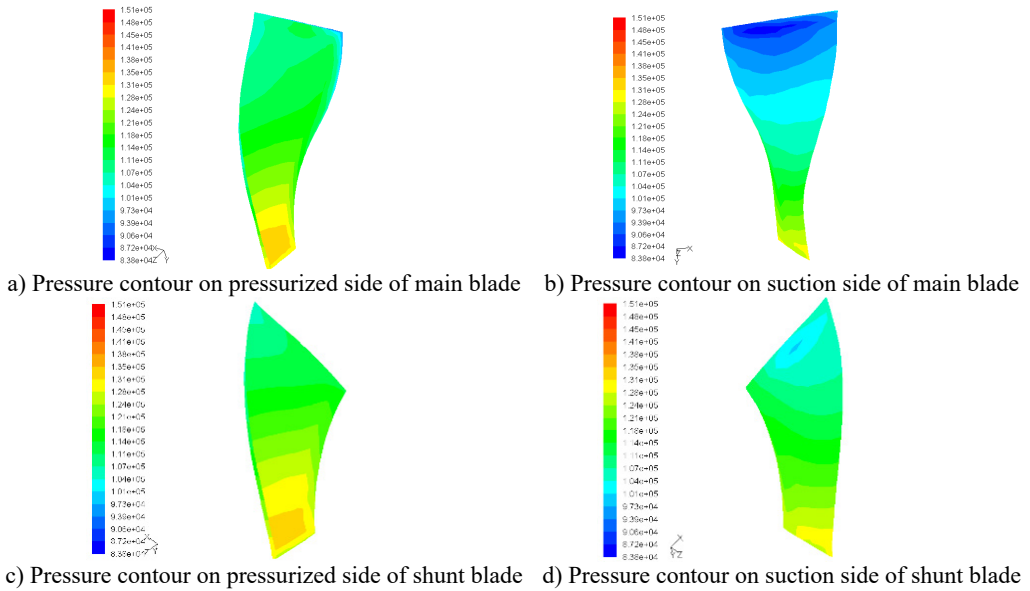 1.51e+05
1.48e+05
1.45e+05
1.41e+05
1.38e+05
1.35e+05
1.31e+05
1.28e+05
1.24e+05
1.21e+05
1.18e+05
1.14e+05
1.11e+05
1.07e+05
1.04e+05
1.01e+05
9.73e+04
9.39e+04
9.06e+04
8.72e+04
8.38e+04
X
Z
Y
a) Pressure contour on pressurized side of main blade
1.51e+05
1.48e+05
1.45e+05
1.41e+05
1.38e+05
1.35e+05
1.31e+05
1.28e+05
1.24e+05
1.21e+05
1.18e+05
1.14e+05
1.11e+05
1.07e+05
1.04e+05
1.01e+05
9.73e+04
9.39e+04
9.06e+04
8.72e+04
8.38e+04
X
Z
Y
b) Pressure contour on suction side of main blade
1.51e+05
1.48e+05
1.45e+05
1.41e+05
1.38e+05
1.35e+05
1.31e+05
1.28e+05
1.24e+05
1.21e+05
1.18e+05
1.14e+05
1.11e+05
1.07e+05
1.04e+05
1.01e+05
9.73e+04
9.39e+04
9.06e+04
8.72e+04
8.38e+04
X
Y
c) Pressure contour on pressurized side of shunt blade
1.51e+05
1.48e+05
1.45e+05
1.41e+05
1.38e+05
1.35e+05
1.31e+05
1.28e+05
1.24e+05
1.21e+05
1.18e+05
1.14e+05
1.11e+05
1.07e+05
1.04e+05
1.01e+05
9.73e+04
9.39e+04
9.06e+04
8.72e+04
8.38e+04
X
Y Z
d) Pressure contour on suction side of shunt blade